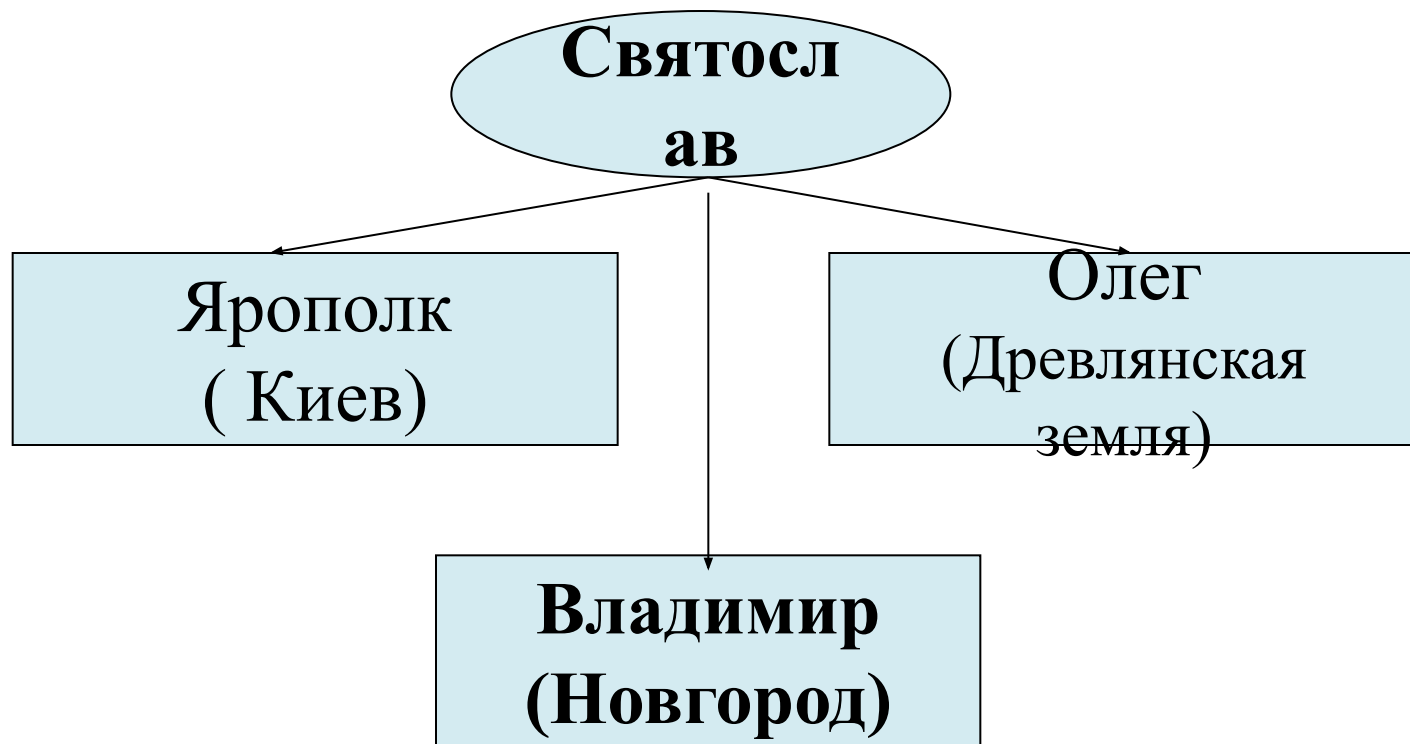 Святосл
ав
Ярополк
( Киев)
Олег
(Древлянская
земля)
Владимир
(Новгород)